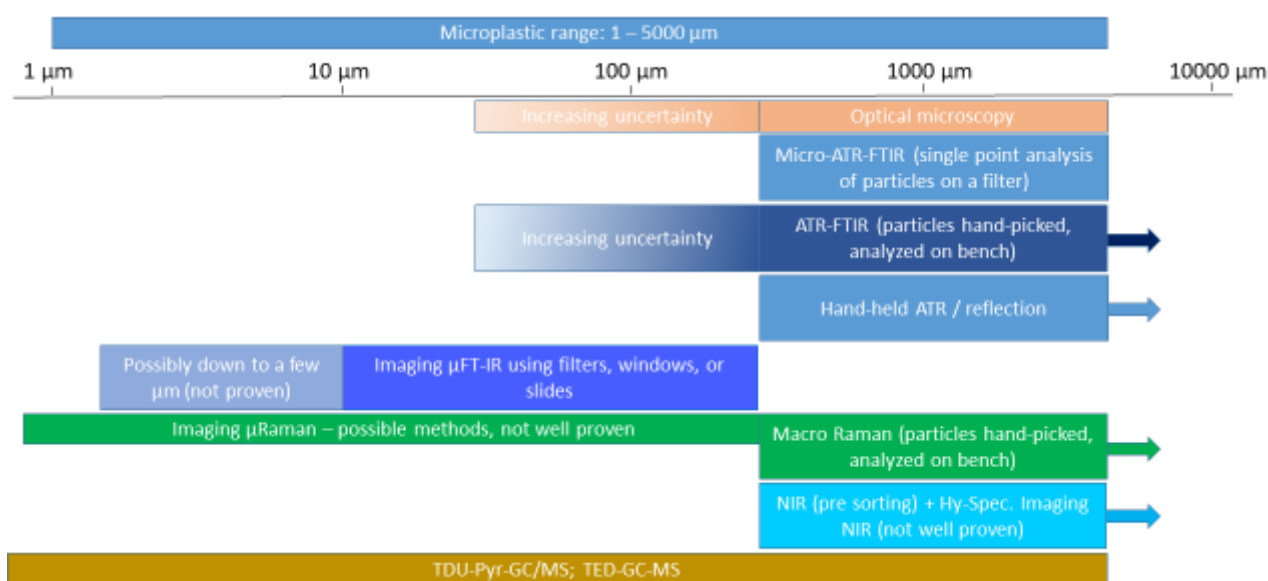 Microplastic range: 1 – 5000 µm
1 µm
10 µm
100 µm
1000 µm
10000 µm
Increasing uncertainty
Optical microscopy
Micro-ATR-FTIR (single point analysis
of particles on a filter)
Increasing uncertainty
ATR-FTIR (particles hand-picked,
analyzed on bench)
Hand-held ATR / reflection
Possibly down to a few
µm (not proven)
Imaging µFT-IR using filters, windows, or
slides
Imaging µRaman – possible methods, not well proven
Macro Raman (particles hand-picked,
analyzed on bench)
NIR (pre sorting) + Hy-Spec. Imaging
NIR (not well proven)
TDU-Pyr-GC/MS; TED-GC-MS